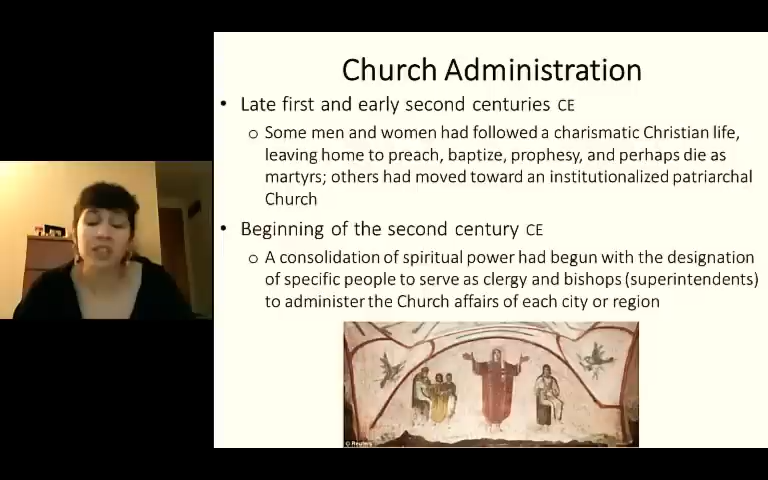 Church Administration
• Late first and early second centuries CE
o Some men and women had followed a charismatic Christian life,
leaving home to preach, baptize, prophesy, and perhaps die as
martyrs; others had moved toward an institutionalized patriarchal
Church
• Beginning of the second century CE
o A consolidation of spiritual power had begun with the designation
of specific people to serve as clergy and bishops (superintendents)
to administer the Church affairs of each city or region
© Reuters